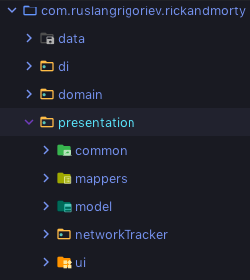 com.ruslangrigoriev.rickandmorty
data
di
domain
presentation
common
mappers
model
networkTracker
ui